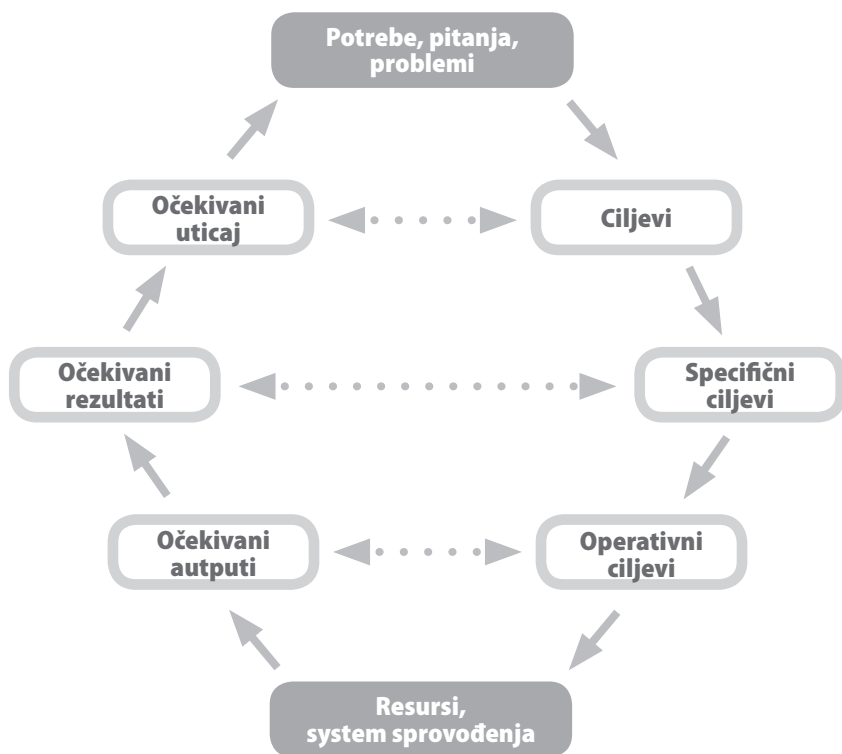 Potrebe, pitanja,
problemi
Očekivani
uticaj
Ciljevi
Očekivani
rezultati
Specifični
ciljevi
Očekivani
autputi
Operativni
ciljevi
Resursi,
system sprovođenja